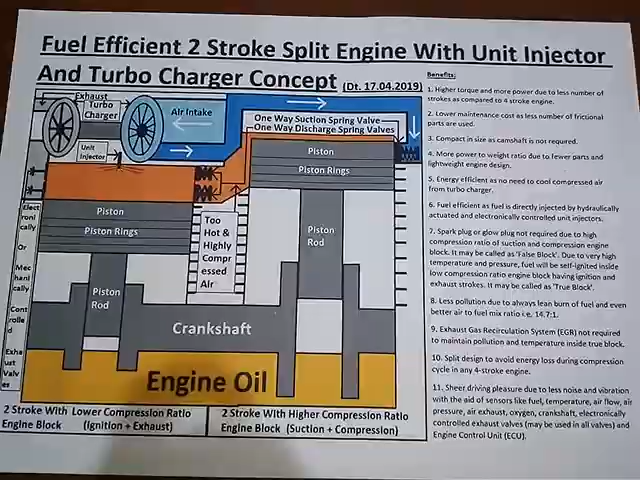 Fuel Efficient 2 Stroke Split Engine With Unit Injector
And Turbo Charger Concept (Dt. 17.04.2019)
Exhaust
Turbo
Charger
Air Intake
Unit
Injector
One Way Suction Spring Valve
One Way Discharge Spring Valves
Piston
Piston Rings
Piston
Piston Rings
Too
Hot &
Highly
Compr
essed
Air
Piston
Rod
Piston
Rod
Elect
roni
cally
Or
Mec
hani
cally
Cont
rolle
d
Exha
ust
Valv
es
Crankshaft
Engine Oil
2 Stroke With Lower Compression Ratio
Engine Block (Ignition + Exhaust)
2 Stroke With Higher Compression Ratio
Engine Block (Suction + Compression)
Benefits:
1. Higher torque and more power due to less number of
strokes as compared to 4 stroke engine.
2. Lower maintenance cost as less number of frictional
parts are used.
3. Compact in size as camshaft is not required.
4. More power to weight ratio due to fewer parts and
lightweight engine design.
5. Energy efficient as no need to cool compressed air
from turbo charger.
6. Fuel efficient as fuel is directly injected by hydraulically
actuated and electronically controlled unit injectors.
7. Spark plug or glow plug not required due to high
compression ratio of suction and compression engine
block. It may be called as 'False Block'. Due to very high
temperature and pressure, fuel will be self-ignited inside
low compression ratio engine block having ignition and
exhaust strokes. It may be called as 'True Block'.
8. Less pollution due to always lean burn of fuel and even
better air to fuel mix ratio i.e. 14.7:1.
9. Exhaust Gas Recirculation System (EGR) not required
to maintain pollution and temperature inside true block.
10. Split design to avoid energy loss during compression
cycle in any 4-stroke engine.
11. Sheer driving pleasure due to less noise and vibration
with the aid of sensors like fuel, temperature, air flow, air
pressure, air exhaust, oxygen, crankshaft, electronically
controlled exhaust valves (may be used in all valves) and
Engine Control Unit (ECU).